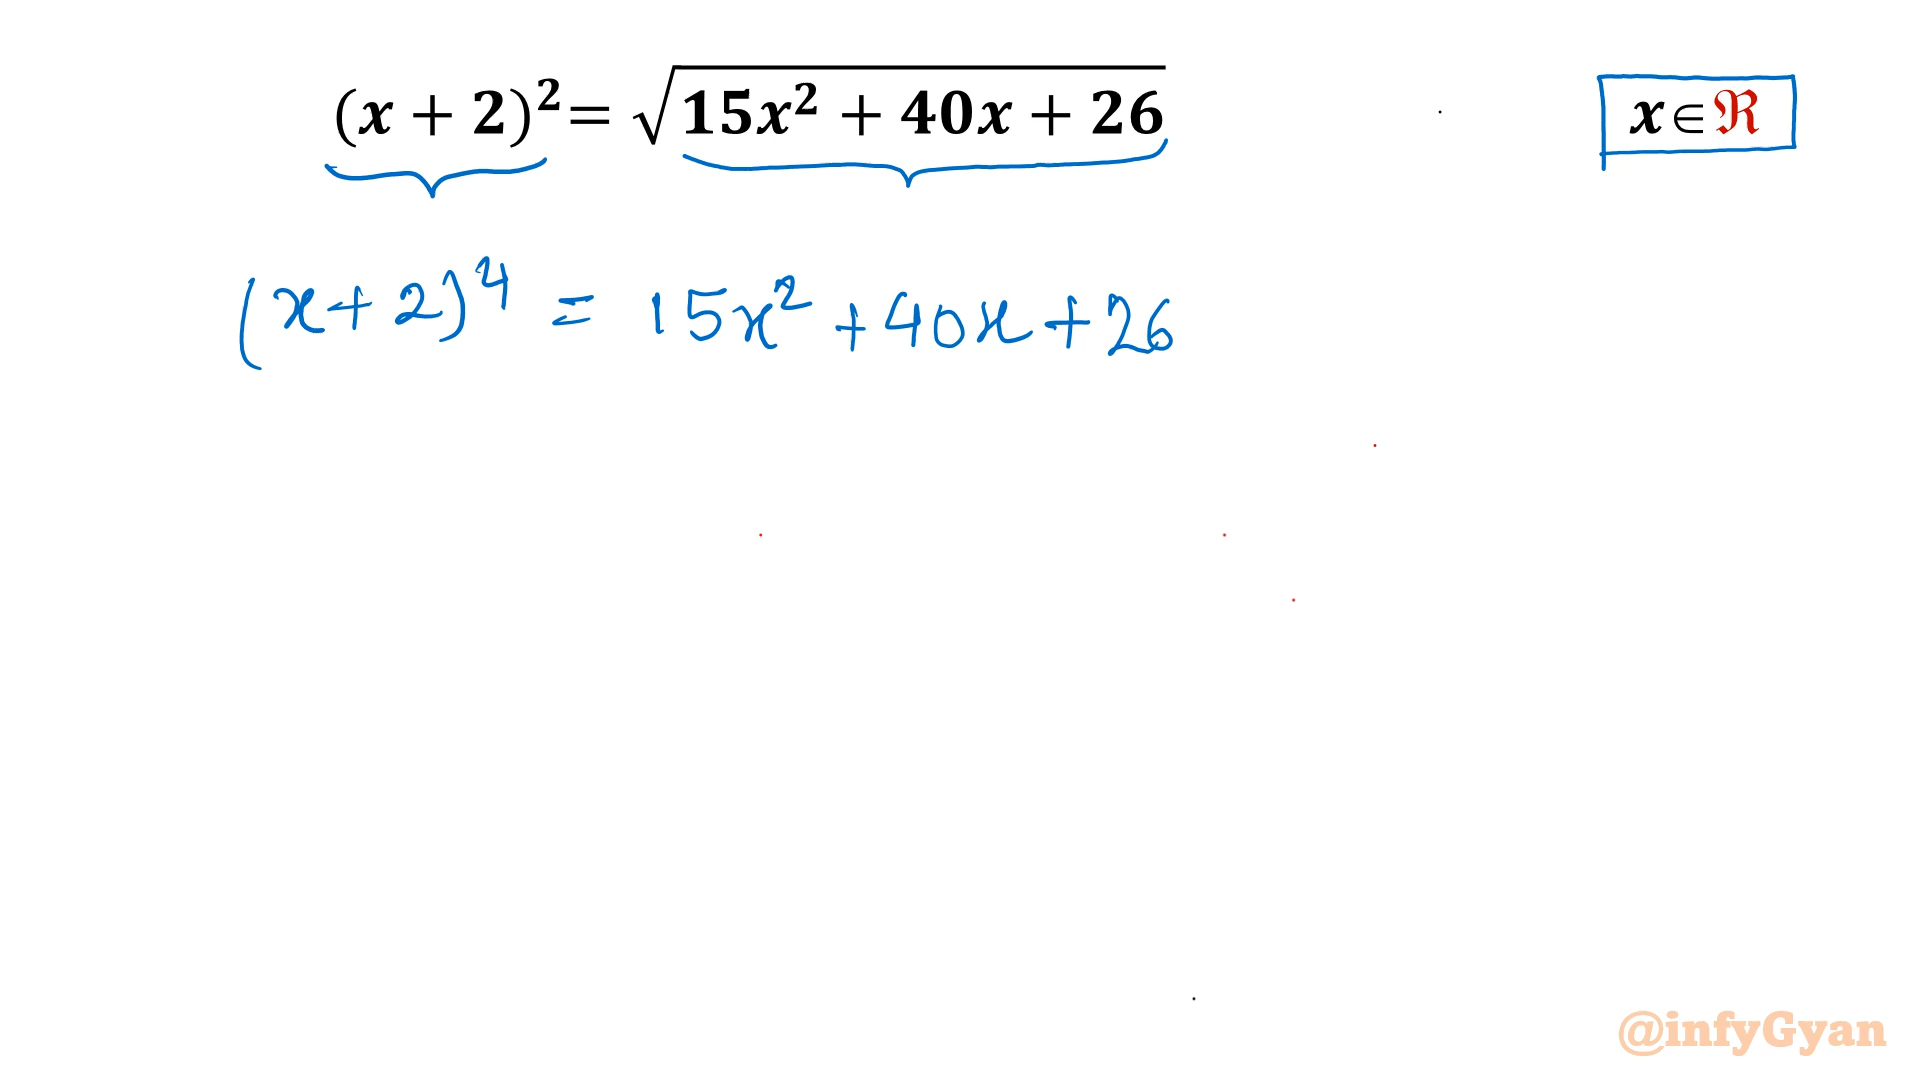 (x + 2)²= √15x² + 40x + 26
x∈ℜ
(x+2)⁴ = 15x² +40x+26
@infyGyan